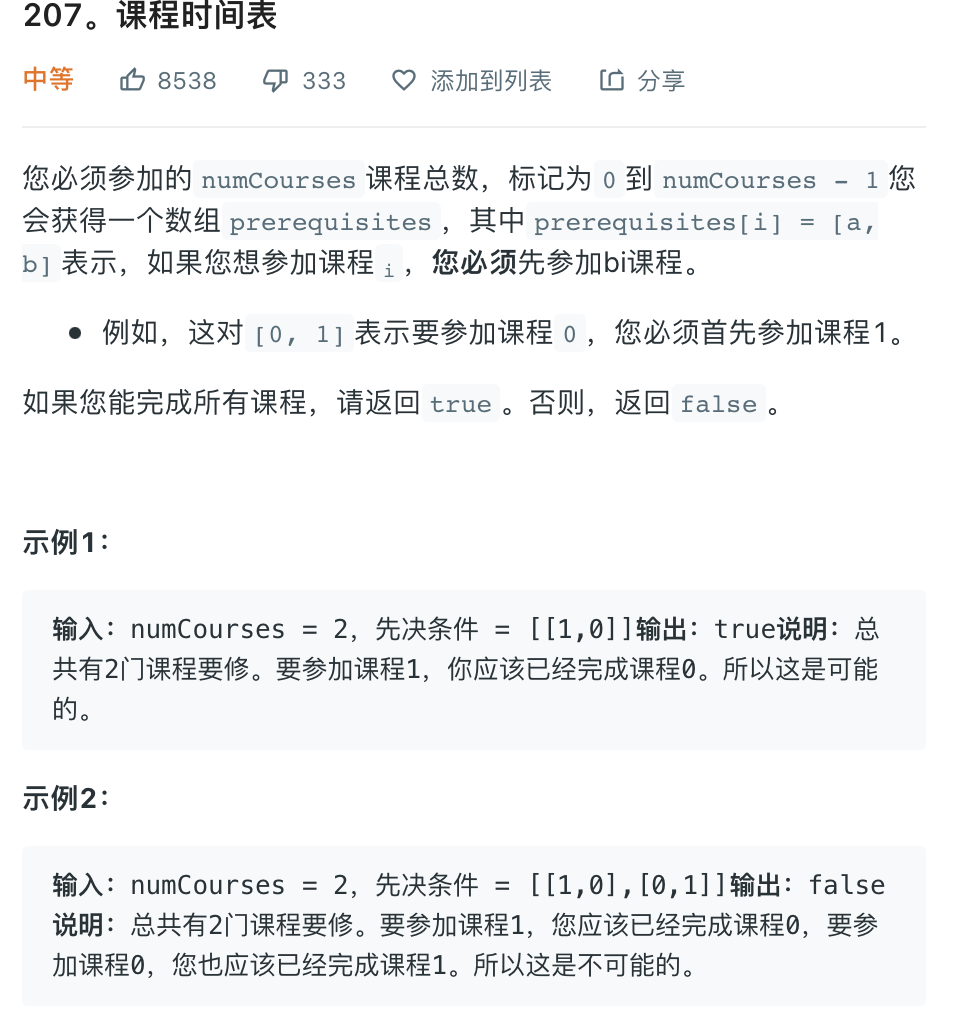 207。课程时间表
中等 8538 333 添加到列表 分享
您必须参加的 numCourses 课程总数，标记为 0 到 numCourses - 1 您
会获得一个数组 prerequisites ，其中 prerequisites[i] = [a,
b] 表示，如果您想参加课程 i ，您必须先参加bi课程。
● 例如，这对 [0, 1] 表示要参加课程 0 ，您必须首先参加课程1。
如果您能完成所有课程，请返回 true 。否则，返回 false 。
示例1：
输入：numCourses = 2，先决条件 = [[1,0]]输出：true说明：总
共有2门课程要修。要参加课程1，你应该已经完成课程0。所以这是可能
的。
示例2：
输入：numCourses = 2，先决条件 = [[1,0],[0,1]]输出：false
说明：总共有2门课程要修。要参加课程1，您应该已经完成课程0，要参
加课程0，您也应该已经完成课程1。所以这是不可能的。